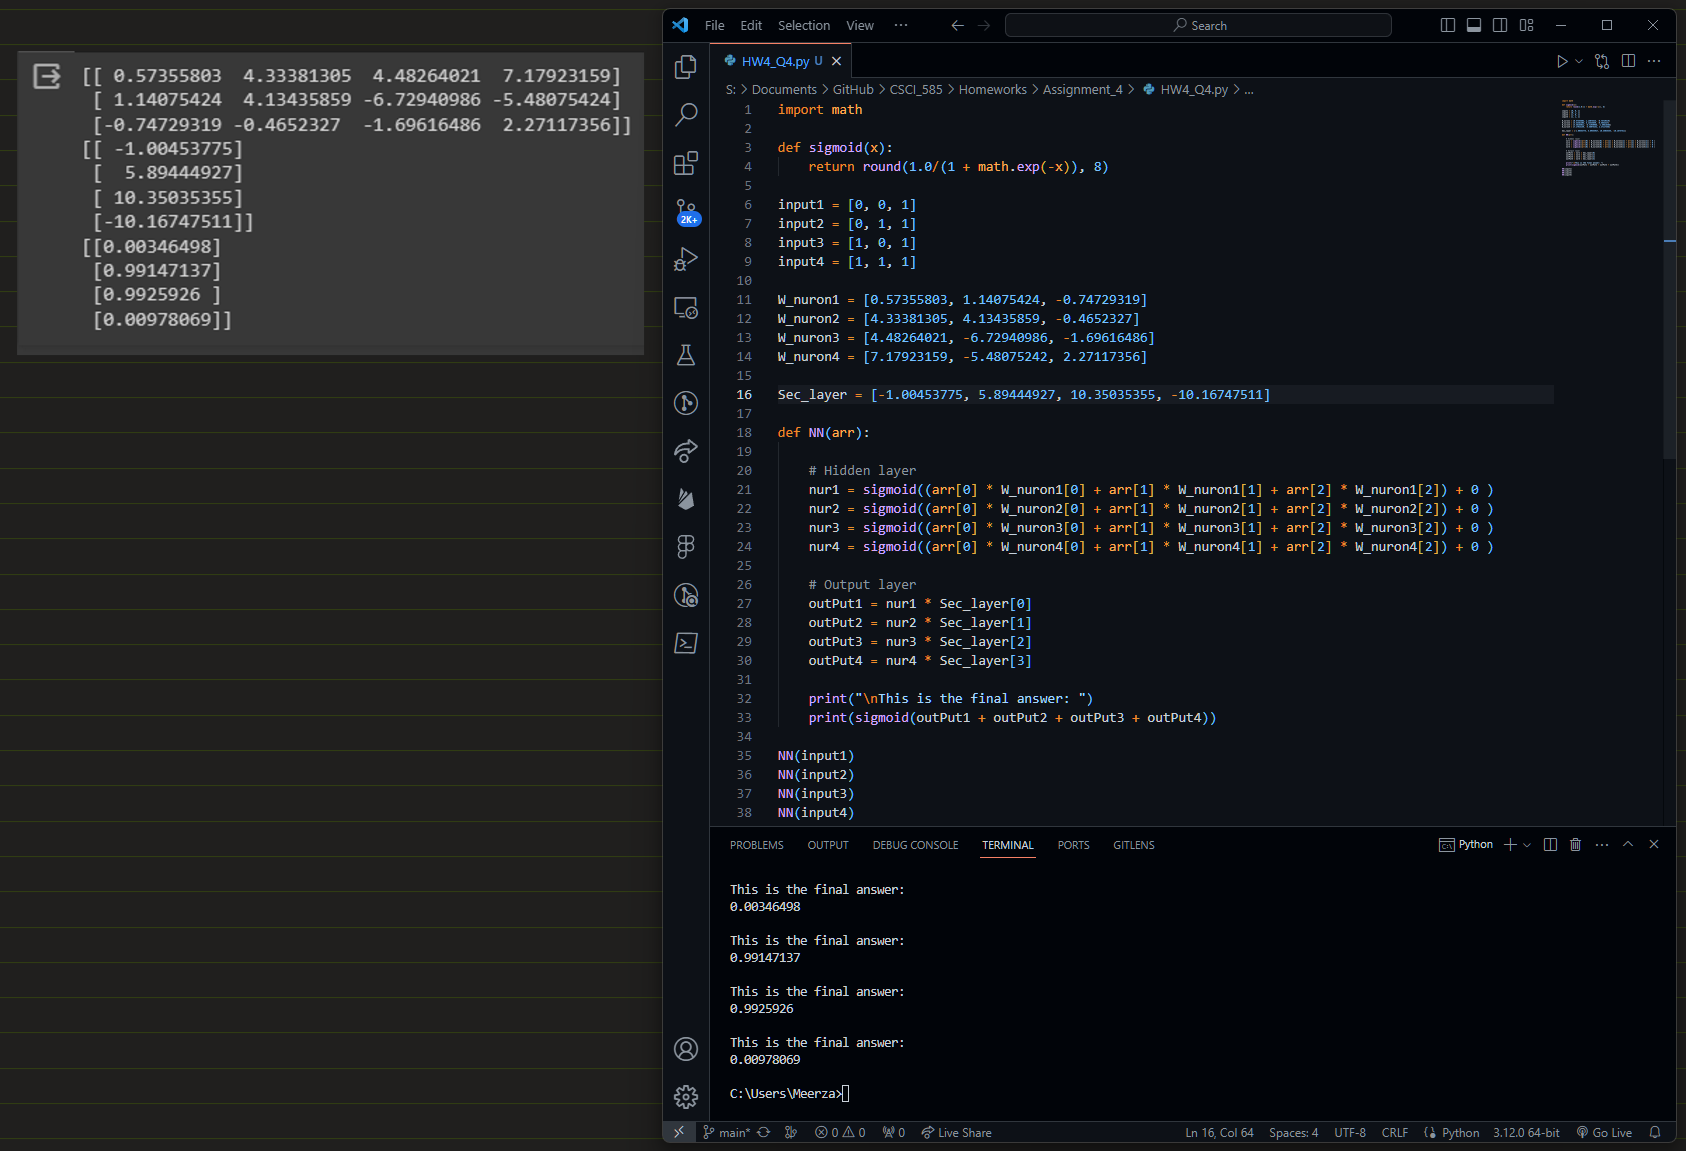 [[ 0.57355803  4.33381305  4.48264021  7.17923159]
[ 1.14075424  4.13435859 -6.72940986 -5.48075424]
[-0.74729319 -0.4652327  -1.69616486  2.27117356]]
[[ -1.00453775]
[  5.89444927]
[ 10.35035355]
[-10.16747511]]
[[0.00346498]
[0.99147137]
[0.9925926 ]
[0.00978069]]
File Edit Selection View ··· Search
HW4_Q4.py U
S: > Documents > GitHub > CSCI_585 > Homeworks > Assignment_4 > HW4_Q4.py > ...
2K+
1 import math
2
3 def sigmoid(x):
4     return round(1.0/(1 + math.exp(-x)), 8)
5
6 input1 = [0, 0, 1]
7 input2 = [0, 1, 1]
8 input3 = [1, 0, 1]
9 input4 = [1, 1, 1]
10
11 W_nuron1 = [0.57355803, 1.14075424, -0.74729319]
12 W_nuron2 = [4.33381305, 4.13435859, -0.4652327]
13 W_nuron3 = [4.48264021, -6.72940986, -1.69616486]
14 W_nuron4 = [7.17923159, -5.48075242, 2.27117356]
15
16 Sec_layer = [-1.00453775, 5.89444927, 10.35035355, -10.16747511]
17
18 def NN(arr):
19
20     # Hidden layer
21     nur1 = sigmoid((arr[0] * W_nuron1[0] + arr[1] * W_nuron1[1] + arr[2] * W_nuron1[2]) + 0 )
22     nur2 = sigmoid((arr[0] * W_nuron2[0] + arr[1] * W_nuron2[1] + arr[2] * W_nuron2[2]) + 0 )
23     nur3 = sigmoid((arr[0] * W_nuron3[0] + arr[1] * W_nuron3[1] + arr[2] * W_nuron3[2]) + 0 )
24     nur4 = sigmoid((arr[0] * W_nuron4[0] + arr[1] * W_nuron4[1] + arr[2] * W_nuron4[2]) + 0 )
25
26     # Output layer
27     outPut1 = nur1 * Sec_layer[0]
28     outPut2 = nur2 * Sec_layer[1]
29     outPut3 = nur3 * Sec_layer[2]
30     outPut4 = nur4 * Sec_layer[3]
31
32     print("\nThis is the final answer: ")
33     print(sigmoid(outPut1 + outPut2 + outPut3 + outPut4))
34
35 NN(input1)
36 NN(input2)
37 NN(input3)
38 NN(input4)
PROBLEMS OUTPUT DEBUG CONSOLE TERMINAL PORTS GITLENS Python
This is the final answer:
0.00346498
This is the final answer:
0.99147137
This is the final answer:
0.9925926
This is the final answer:
0.00978069
C:\Users\Meerza>
main* 0 0 0 Live Share Ln 16, Col 64 Spaces: 4 UTF-8 CRLF Python 3.12.0 64-bit Go Live